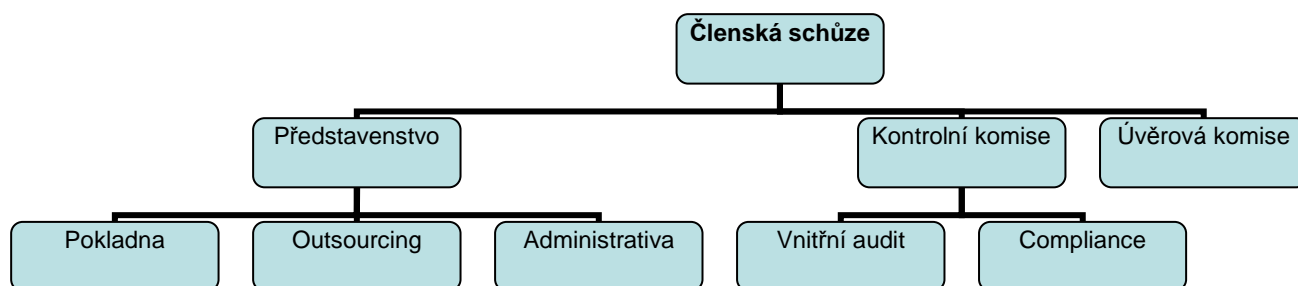 Členská schůze
Představenstvo
Kontrolní komise
Úvěrová komise
Pokladna
Outsourcing
Administrativa
Vnitřní audit
Compliance